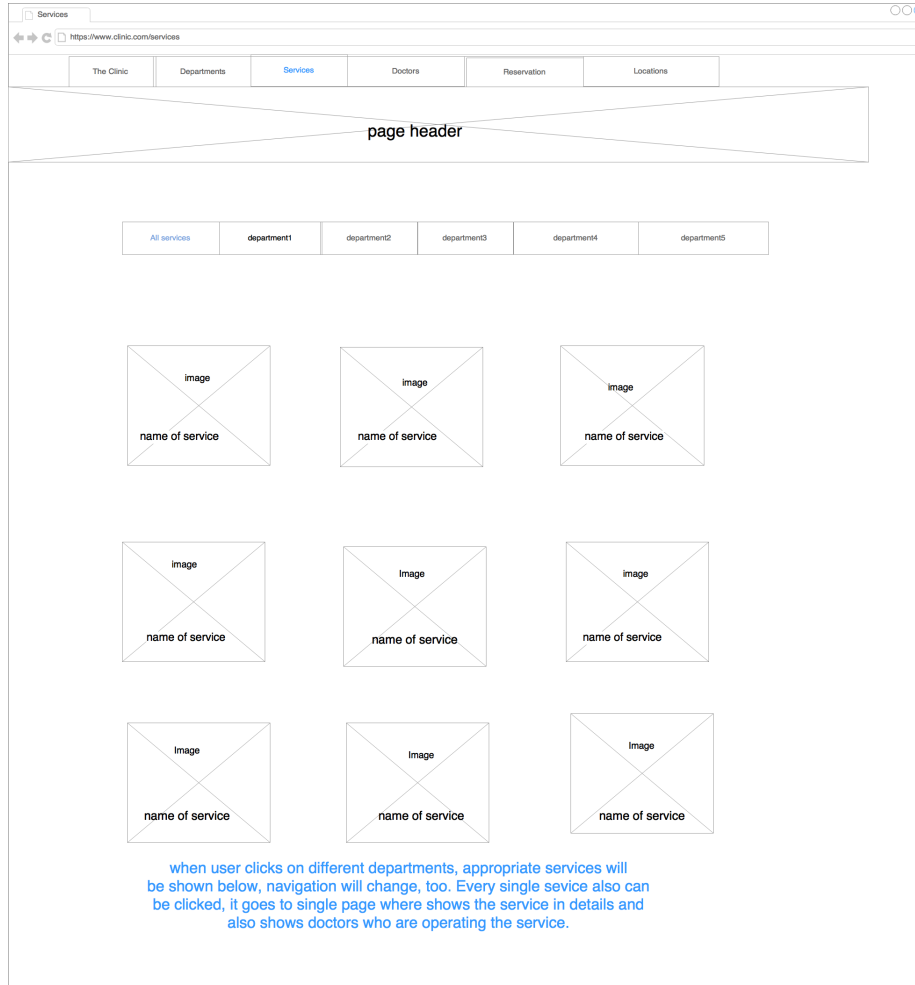 Services
https://www.clinic.com/services
The Clinic Departments Services Doctors Reservation Locations
page header
All services department1 department2 department3 department4 department5
image image image
name of service name of service name of service
image Image image
name of service name of service name of service
Image Image Image
name of service name of service name of service
when user clicks on different departments, appropriate services will
be shown below, navigation will change, too. Every single sevice also can
be clicked, it goes to single page where shows the service in details and
also shows doctors who are operating the service.